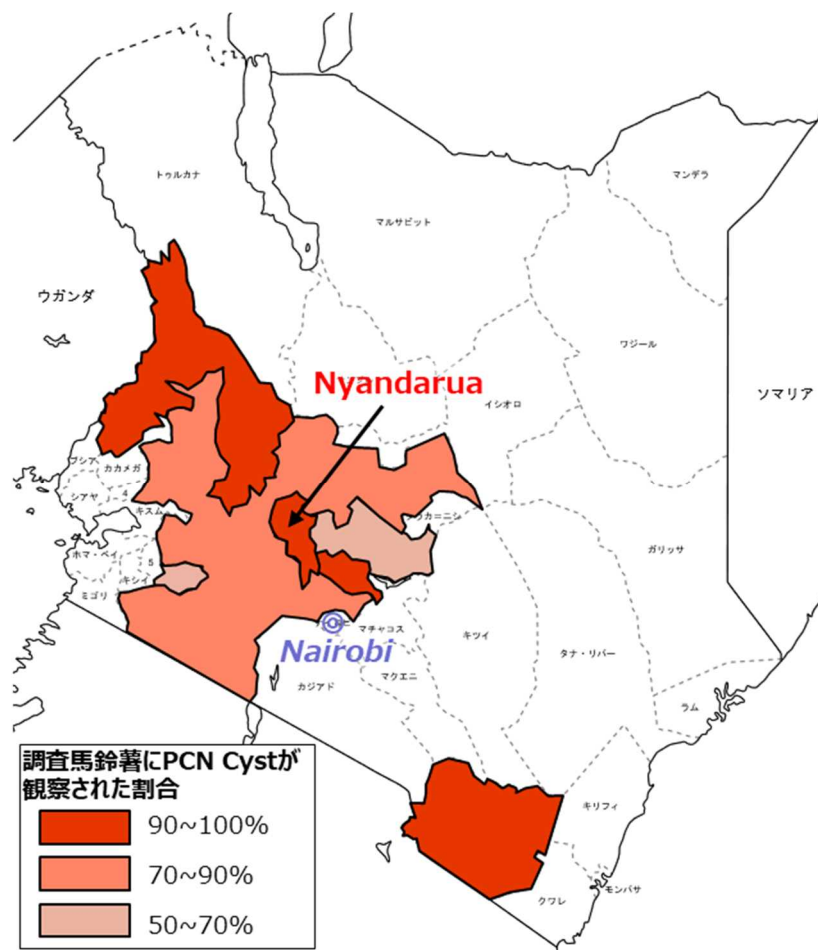 トゥルカナ
マンデラ
マルサビット
ウガンダ
ワジール
Nyandarua
ソマリア
イシオロ
ブシア
カカメガ
シアヤ
4
キスム
ガリッサ
ホマ・ベイ
5
キシイ
ミゴリ
マチャコス
キツイ
Nairobi
タナ・リバー
マクエニ
カジアド
ラム
調査馬鈴薯にPCN Cystが
観察された割合
90~100%
キリフィ
70~90%
モンバサ
クワレ
50~70%